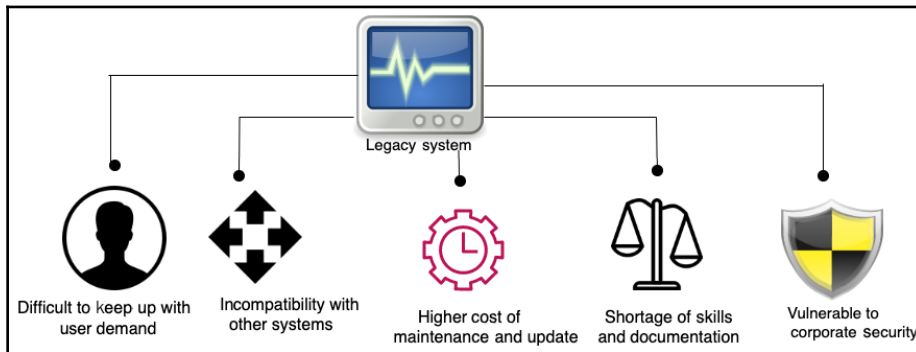 Legacy system
Difficult to keep up with
user demand
Incompatibility with
other systems
Higher cost of
maintenance and update
Shortage of skills
and documentation
Vulnerable to
corporate security